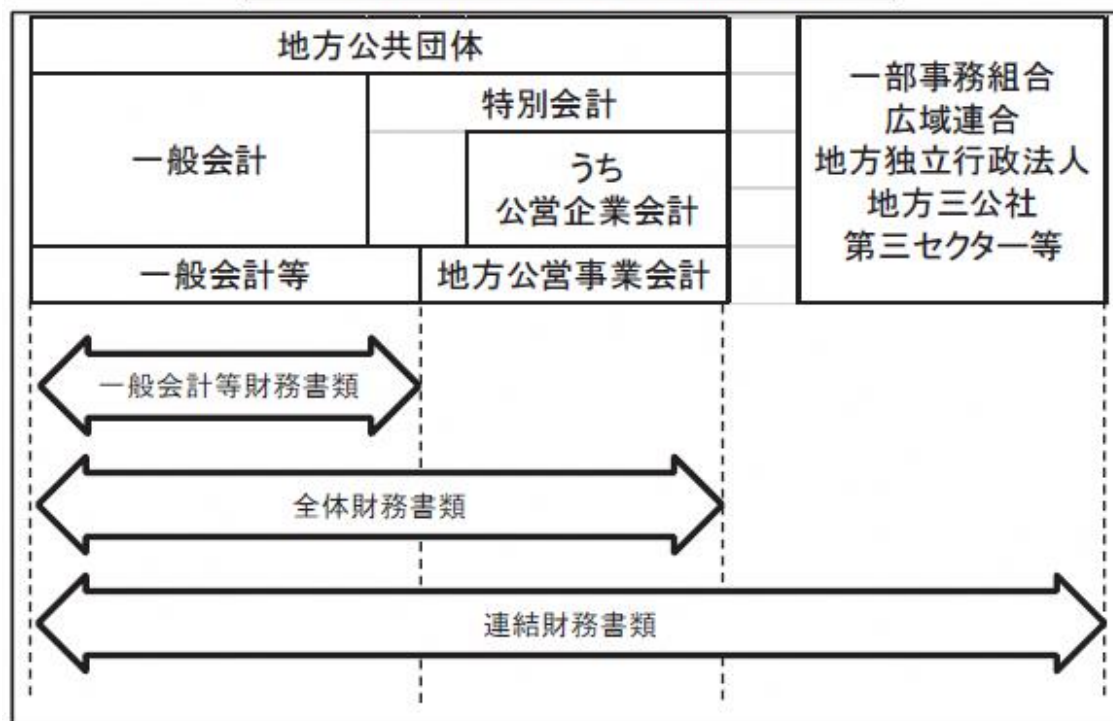 地方公共団体
一般会計
特別会計
うち
公営企業会計
一般会計等
地方公営事業会計
一部事務組合
広域連合
地方独立行政法人
地方三公社
第三セクター等
一般会計等財務書類
全体財務書類
連結財務書類